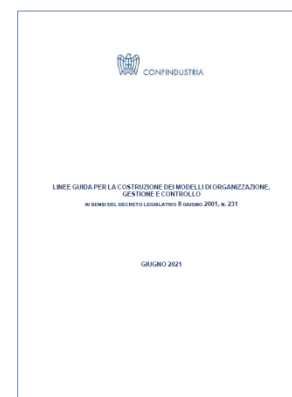 CONFINDUSTRIA
LINEE GUIDA PER LA COSTRUZIONE DEI MODELLI DI ORGANIZZAZIONE,
GESTIONE E CONTROLLO
AI SENSI DEL DECRETO LEGISLATIVO 8 GIUGNO 2001, N. 231
GIUGNO 2021